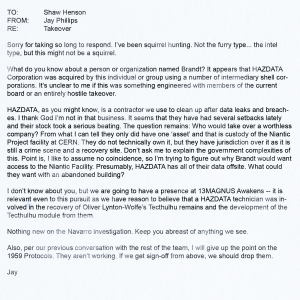 TO: Shaw Henson
FROM: Jay Phillips
RE: Takeover
Sorry for taking so long to respond. I've been squirrel hunting. Not the furry type... the intel
type, but this might not be a squirrel.
What do you know about a person or organization named Brandt? It appears that HAZDATA
Corporation was acquired by this individual or group using a number of intermediary shell cor-
porations. It's unclear to me if this was something engineered with members of the current
board or an entirely hostile takeover.
HAZDATA, as you might know, is a contractor we use to clean up after data leaks and breach-
es. I thank God I'm not in that business. It seems that they have had several setbacks lately
and their stock took a serious beating. The question remains: Who would take over a worthless
company? From what I can tell they only did have one 'asset' and that is custody of the Niantic
Project facility at CERN. They do not technically own it, but they have jurisdiction over it as it is
still a crime scene and a recovery site. Don't ask me to explain the government complexities of
this. Point is, I like to assume no coincidence, so I'm trying to figure out why Brandt would want
access to the Niantic Facility. Presumably, HAZDATA has all of their data offsite. What could
they want with an abandoned building?
I don't know about you, but we are going to have a presence at 13MAGNUS Awakens -- it is
relevant even to this pursuit as we have reason to believe that a HAZDATA technician was in-
volved in the recovery of Oliver Lynton-Wolfe's Tecthulhu remains and the development of the
Tecthulhu module from them.
Nothing new on the Navarro investigation. Keep you abreast of anything we see.
Also, per our previous conversation with the rest of the team, I will give up the point on the
1959 Protocols. They aren't working. If we get sign-off from above, we should drop them.
Jay